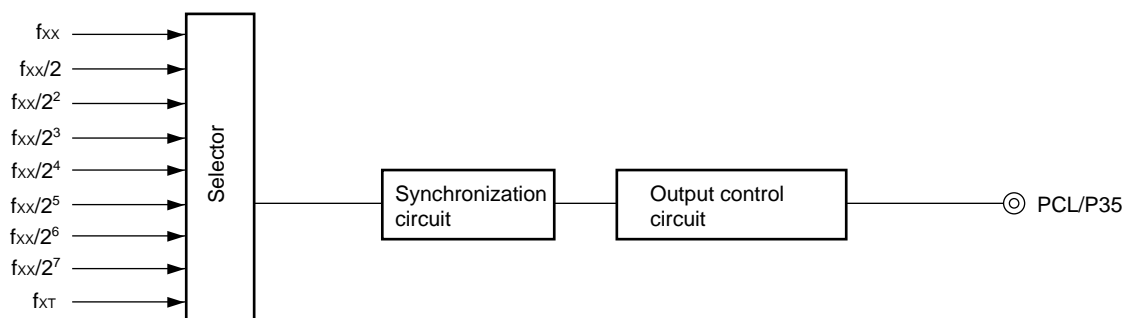 fXX
fXX/2
fXX/2²
fXX/2³
fXX/2⁴
fXX/2⁵
fXX/2⁶
fXX/2⁷
fXT
Selector
Synchronization
circuit
Output control
circuit
PCL/P35